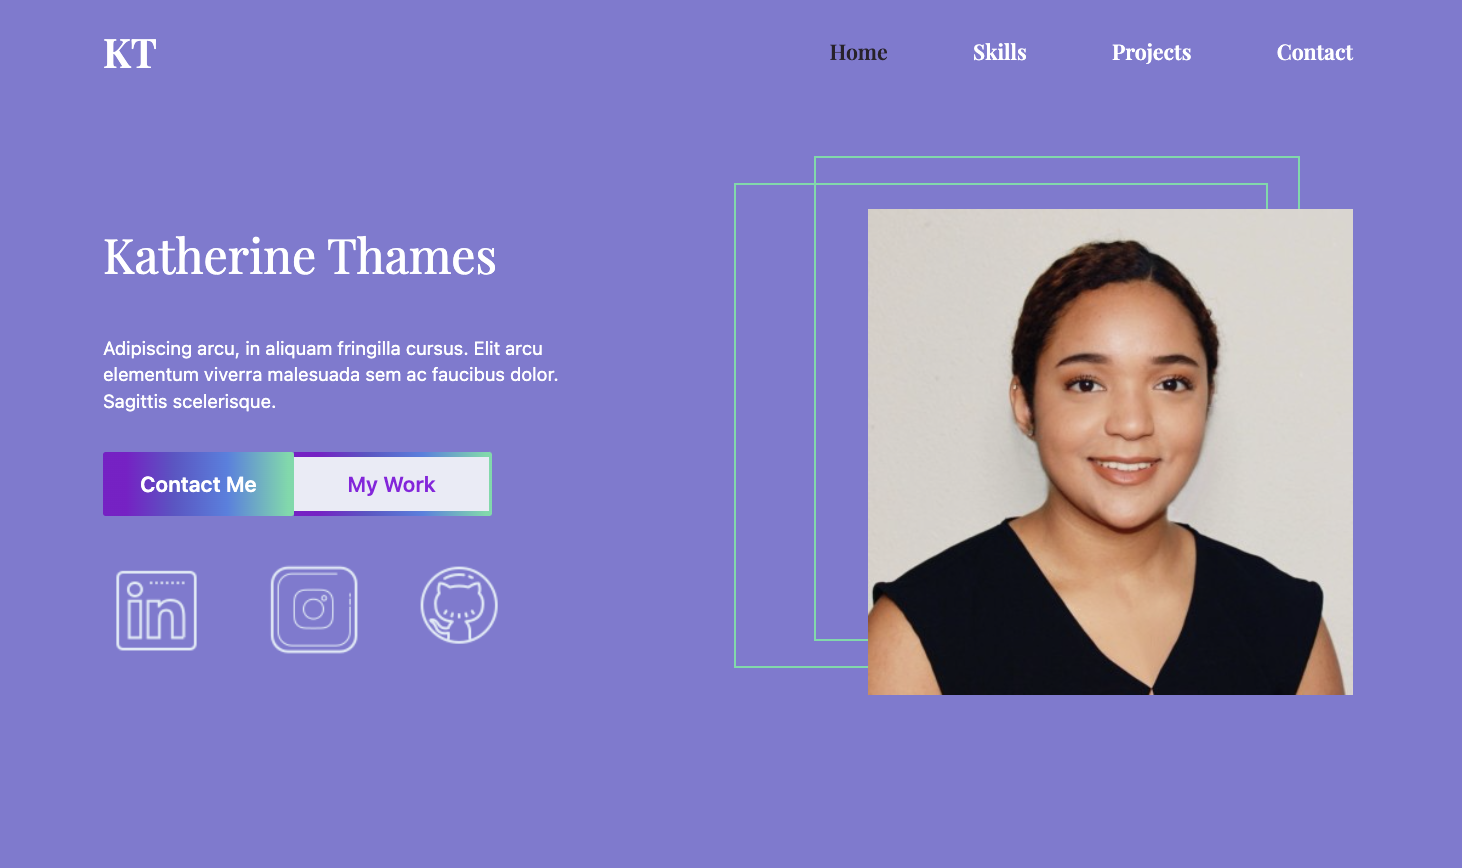 KT
Home
Skills
Projects
Contact
Katherine Thames
Adipiscing arcu, in aliquam fringilla cursus. Elit arcu
elementum viverra malesuada sem ac faucibus dolor.
Sagittis scelerisque.
Contact Me
My Work
in